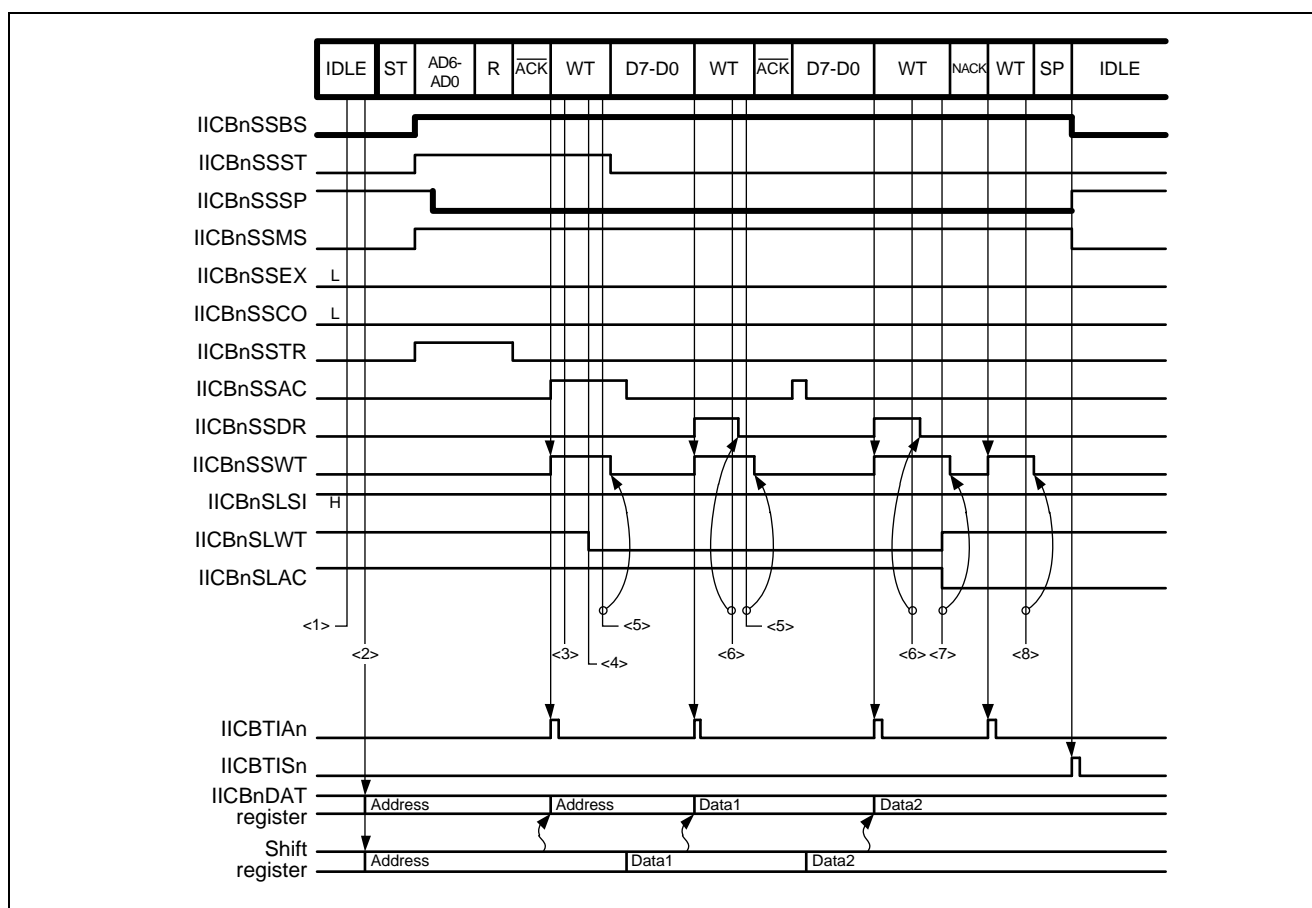 IDLE ST AD6-AD0 R ACK WT D7-D0 WT ACK D7-D0 WT NACK WT SP IDLE
IICBnSSBS
IICBnSSST
IICBnSSSP
IICBnSSMS
IICBnSSEX L
IICBnSSCO L
IICBnSSTR
IICBnSSAC
IICBnSSDR
IICBnSSWT
IICBnSLSI H
IICBnSLWT
IICBnSLAC
<1> <5> <5>
<2> <3> <6> <6> <7> <8>
<4>
IICBTIAn
IICBTISn
IICBnDAT
register
Address Address Data1 Data2
Shift
register
Address Data1 Data2